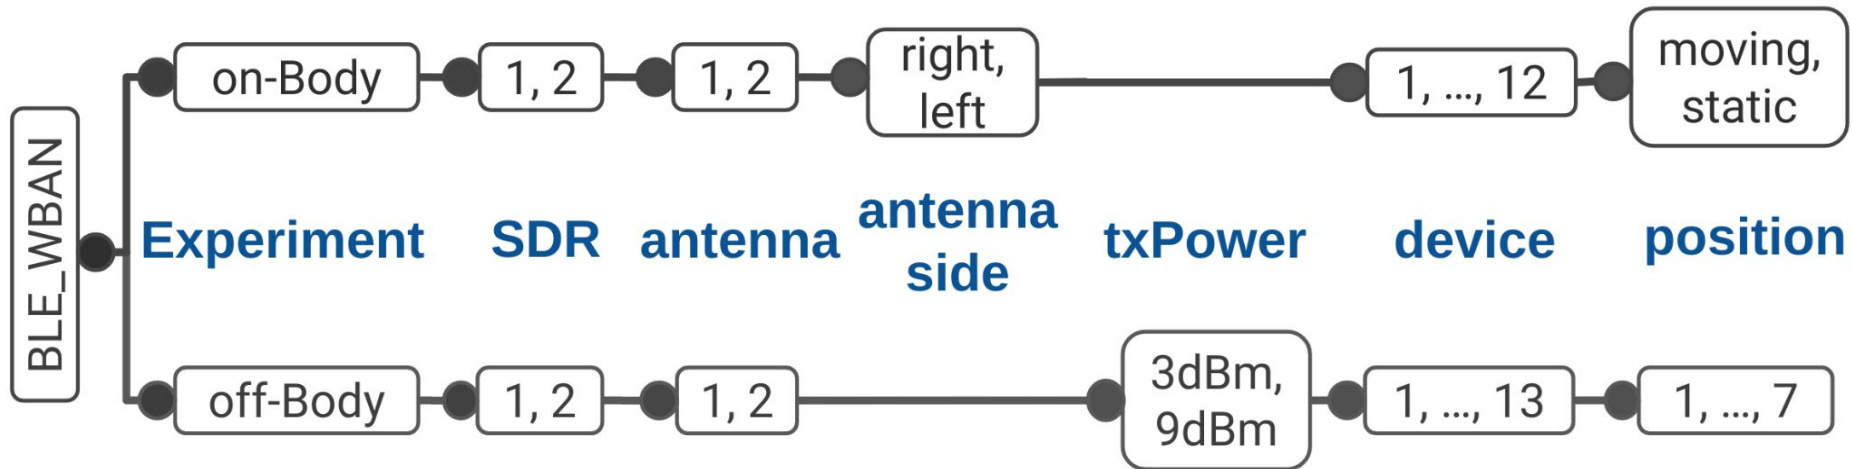 BLE_WBAN
on-Body
1, 2
1, 2
right,
left
1, ..., 12
moving,
static
Experiment
SDR
antenna
antenna
side
txPower
device
position
off-Body
1, 2
1, 2
3dBm,
9dBm
1, ..., 13
1, ..., 7